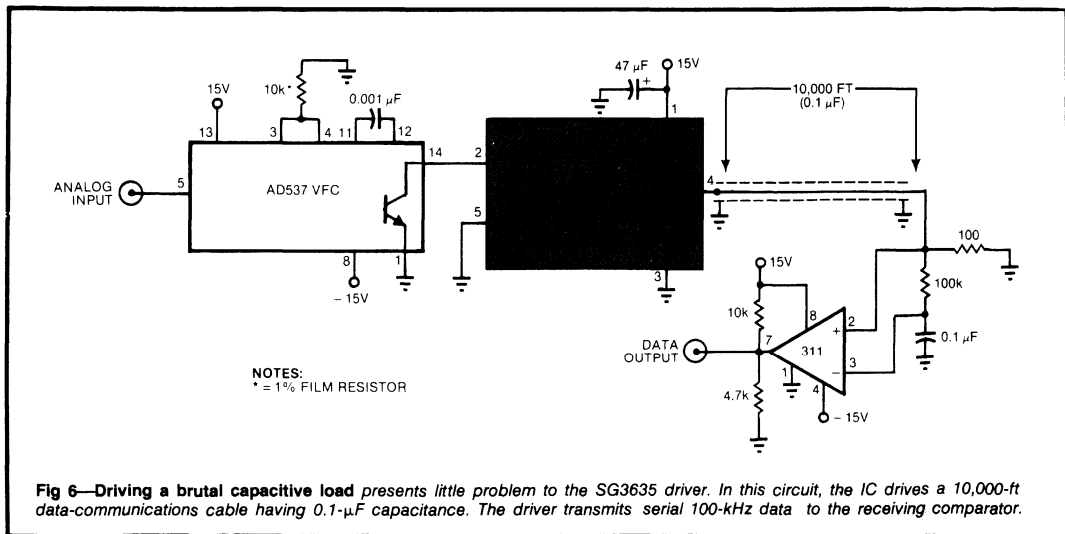 15V
10k*
0.001 µF
13
3
4
11
12
ANALOG
INPUT
5
AD537 VFC
14
8
1
– 15V
47 µF
+
15V
1
2
5
4
3
10,000 FT
(0.1 µF)
100
100k
0.1 µF
15V
10k
8
2
+
7
311
–
3
1
4
DATA
OUTPUT
4.7k
– 15V
NOTES:
* = 1% FILM RESISTOR
Fig 6—Driving a brutal capacitive load presents little problem to the SG3635 driver. In this circuit, the IC drives a 10,000-ft
data-communications cable having 0.1-µF capacitance. The driver transmits serial 100-kHz data to the receiving comparator.